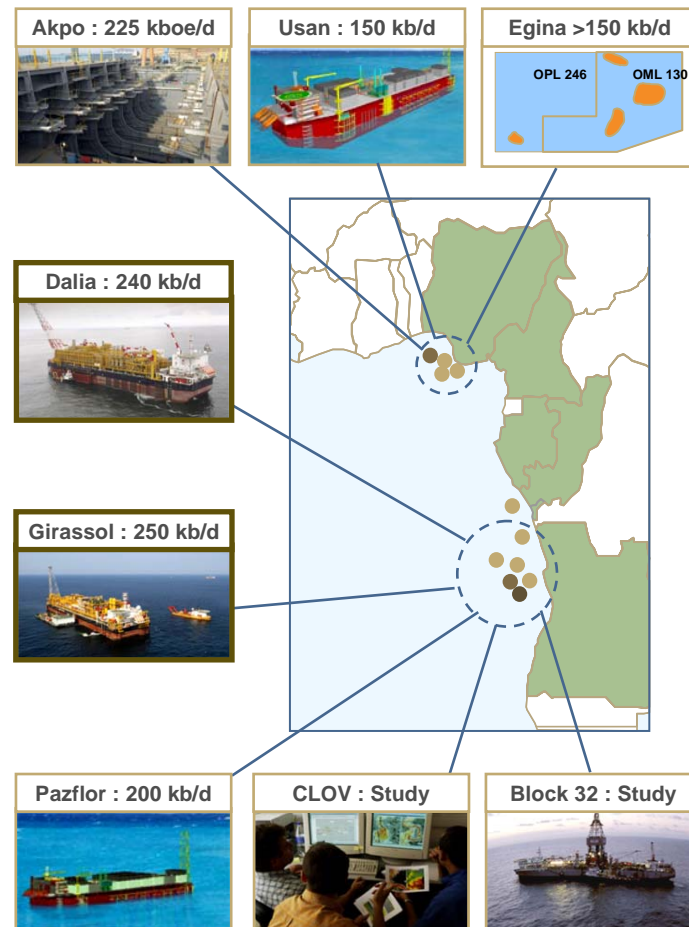 Akpo : 225 kboe/d
Usan : 150 kb/d
Egina >150 kb/d
OPL 246
OML 130
Dalia : 240 kb/d
Girassol : 250 kb/d
Pazflor : 200 kb/d
CLOV : Study
Block 32 : Study